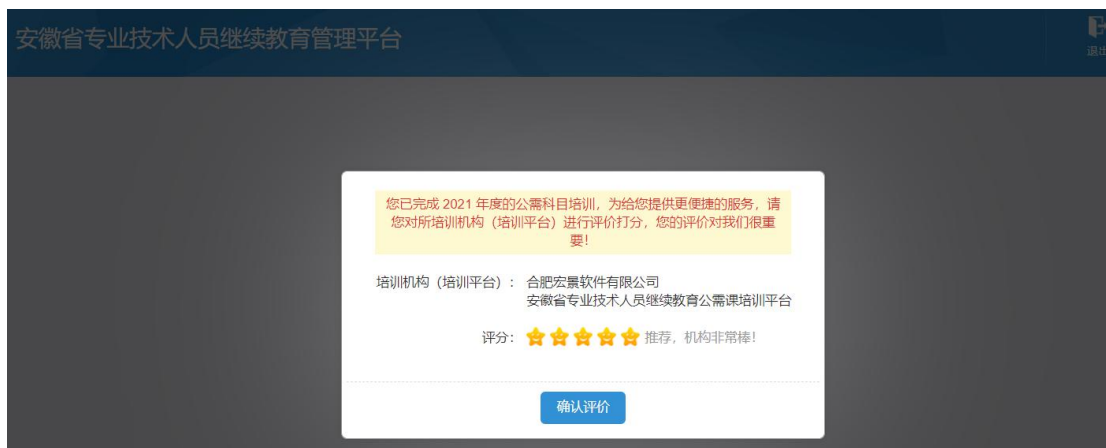 安徽省专业技术人员继续教育管理平台
退出
您已完成 2021 年度的公需科目培训，为给您提供更便捷的服务，请
您对所培训机构（培训平台）进行评价打分，您的评价对我们很重
要！
培训机构（培训平台）： 合肥宏景软件有限公司
安徽省专业技术人员继续教育公需课培训平台
评分： 推荐，机构非常棒！
确认评价